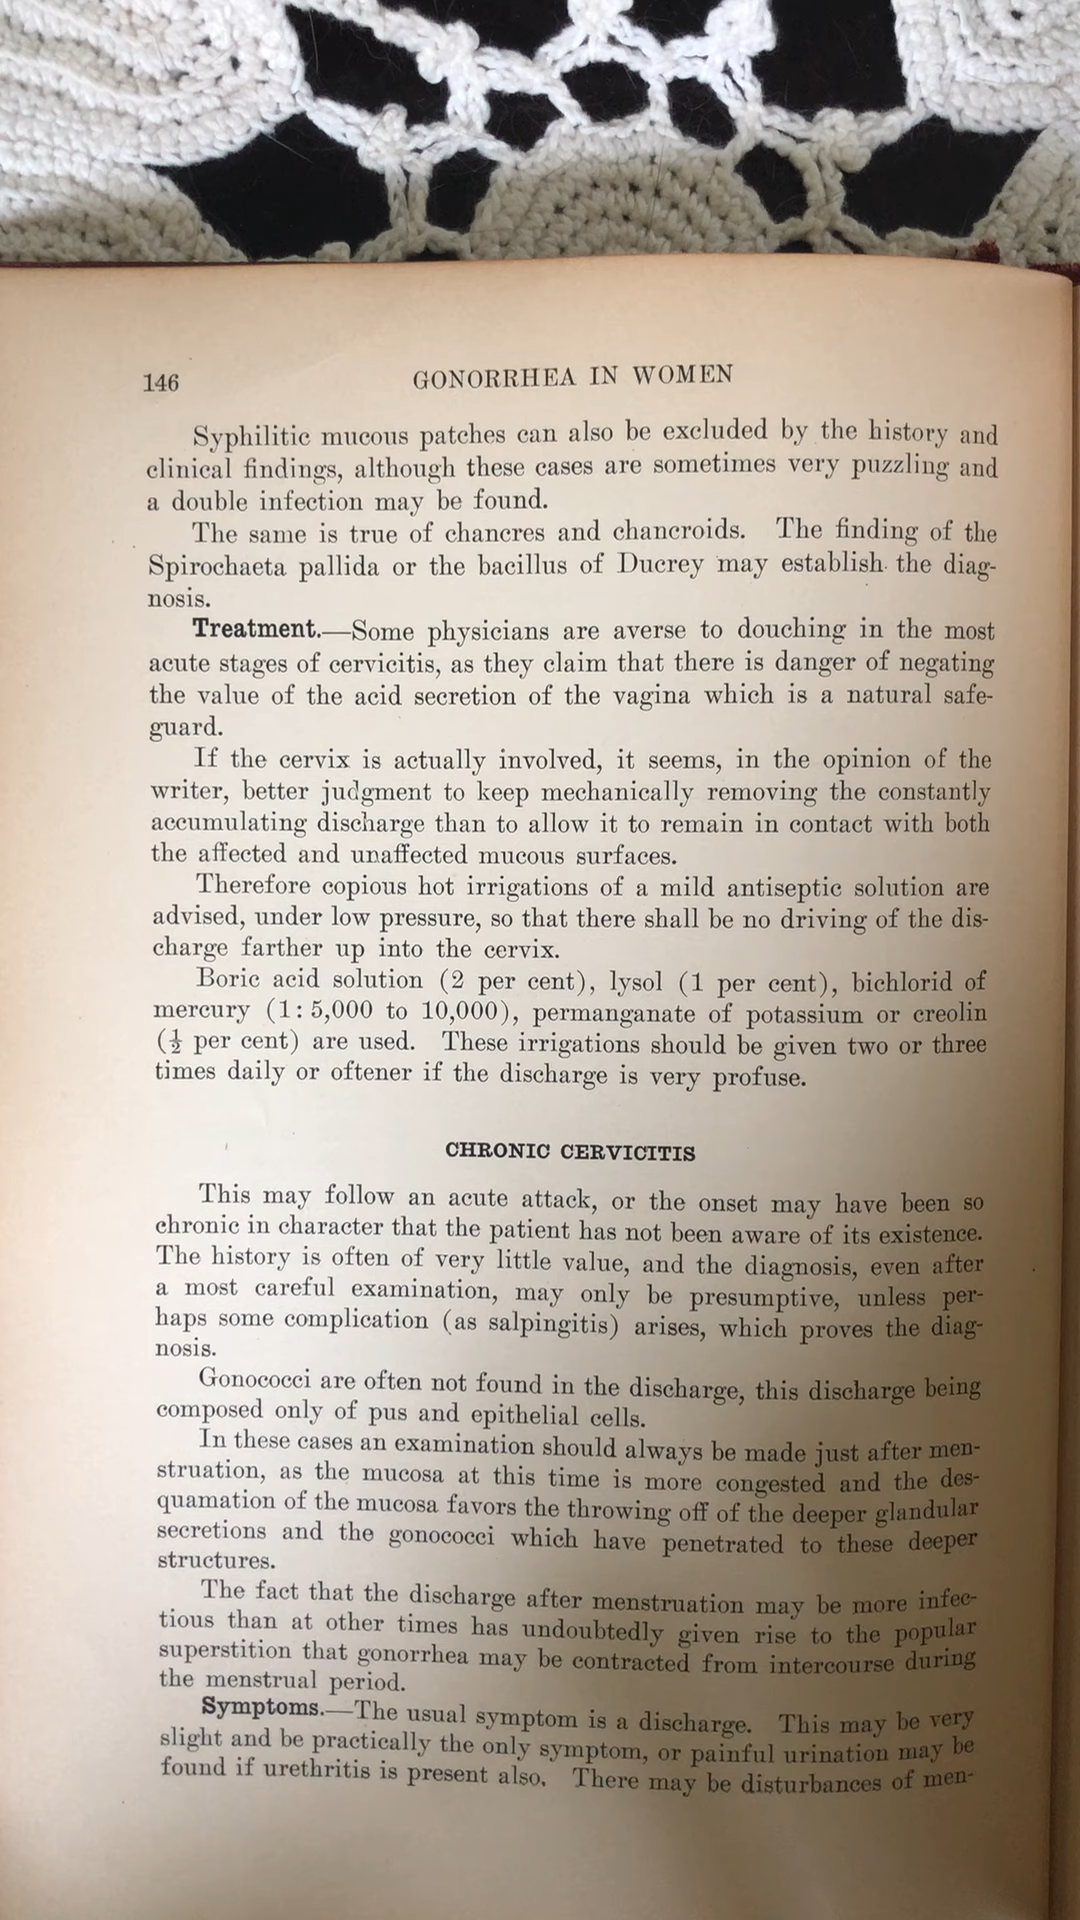 146
GONORRHEA IN WOMEN
Syphilitic mucous patches can also be excluded by the history and
clinical findings, although these cases are sometimes very puzzling and
a double infection may be found.
The same is true of chancres and chancroids. The finding of the
Spirochaeta pallida or the bacillus of Ducrey may establish the diag-
nosis.
Treatment.—Some physicians are averse to douching in the most
acute stages of cervicitis, as they claim that there is danger of negating
the value of the acid secretion of the vagina which is a natural safe-
guard.
If the cervix is actually involved, it seems, in the opinion of the
writer, better judgment to keep mechanically removing the constantly
accumulating discharge than to allow it to remain in contact with both
the affected and unaffected mucous surfaces.
Therefore copious hot irrigations of a mild antiseptic solution are
advised, under low pressure, so that there shall be no driving of the dis-
charge farther up into the cervix.
Boric acid solution (2 per cent), lysol (1 per cent), bichlorid of
mercury (1: 5,000 to 10,000), permanganate of potassium or creolin
(½ per cent) are used. These irrigations should be given two or three
times daily or oftener if the discharge is very profuse.
CHRONIC CERVICITIS
This may follow an acute attack, or the onset may have been so
chronic in character that the patient has not been aware of its existence.
The history is often of very little value, and the diagnosis, even after
a most careful examination, may only be presumptive, unless per-
haps some complication (as salpingitis) arises, which proves the diag-
nosis.
Gonococci are often not found in the discharge, this discharge being
composed only of pus and epithelial cells.
In these cases an examination should always be made just after men-
struation, as the mucosa at this time is more congested and the des-
quamation of the mucosa favors the throwing off of the deeper glandular
secretions and the gonococci which have penetrated to these deeper
structures.
The fact that the discharge after menstruation may be more infec-
tious than at other times has undoubtedly given rise to the popular
superstition that gonorrhea may be contracted from intercourse during
the menstrual period.
Symptoms.—The usual symptom is a discharge. This may be very
slight and be practically the only symptom, or painful urination may be
found if urethritis is present also. There may be disturbances of men-